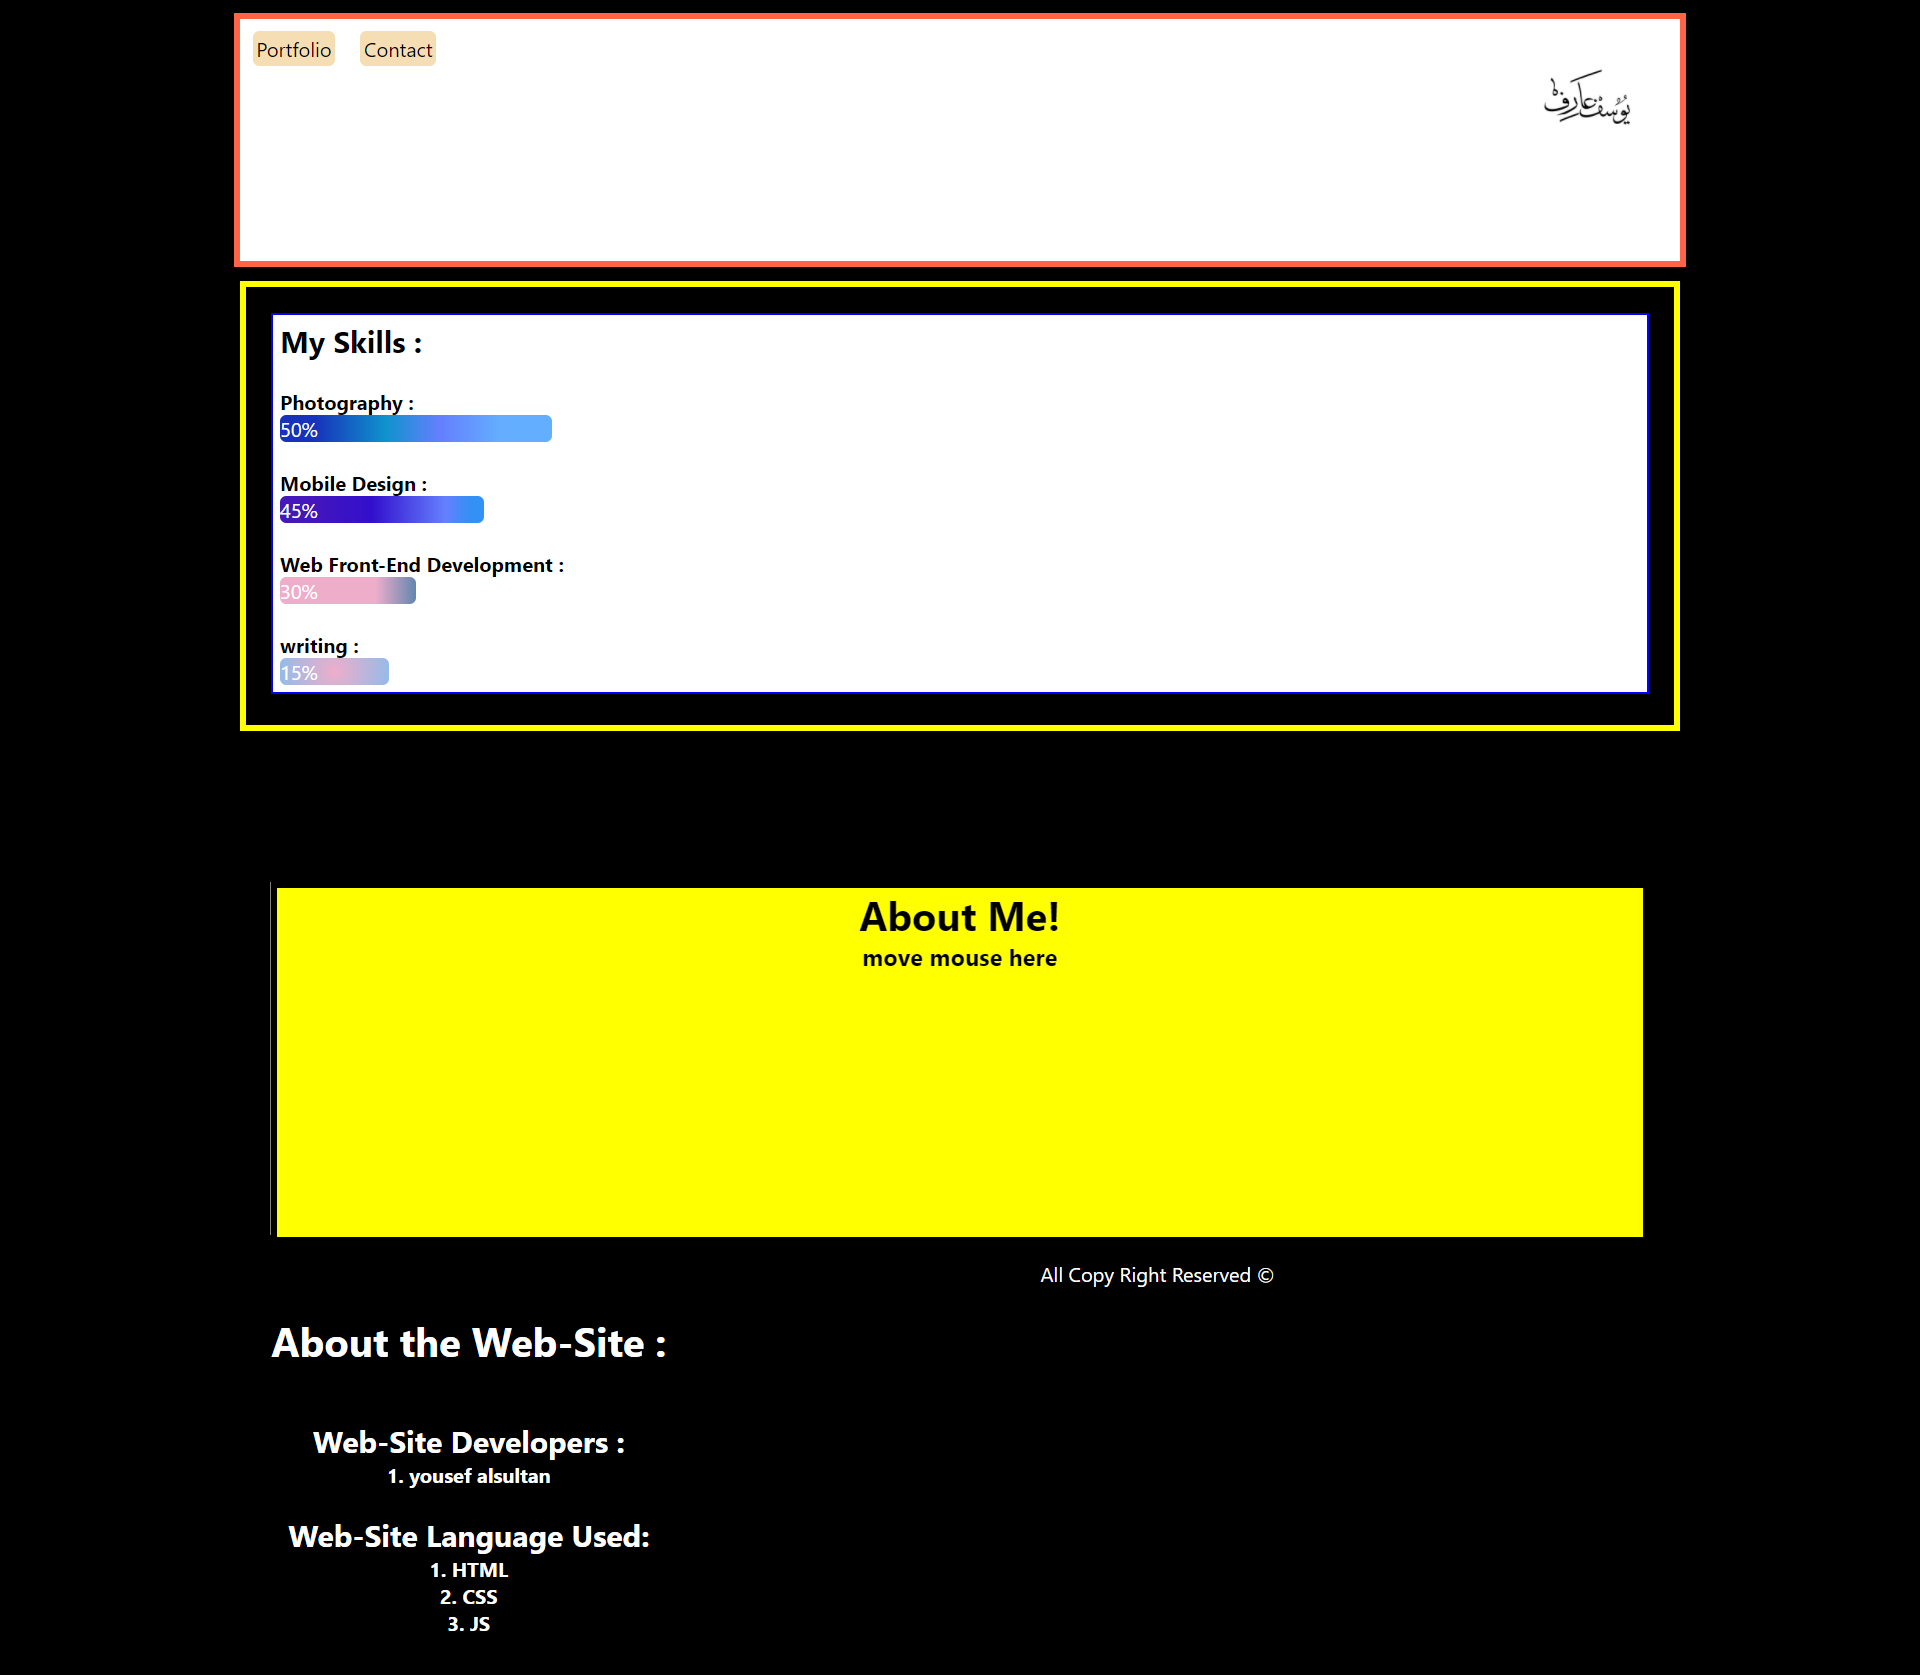 Portfolio Contact
يوسف عارف
My Skills :
Photography :
50%
Mobile Design :
45%
Web Front-End Development :
30%
writing :
15%
About Me!
move mouse here
All Copy Right Reserved ©
About the Web-Site :
Web-Site Developers :
1. yousef alsultan
Web-Site Language Used:
1. HTML
2. CSS
3. JS